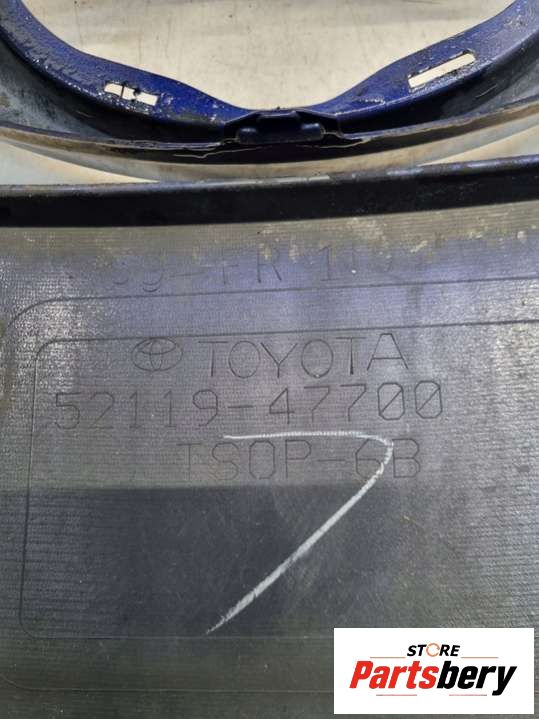 TOYOTA
52119-47700
TSOP-6B
STORE
Partsbery